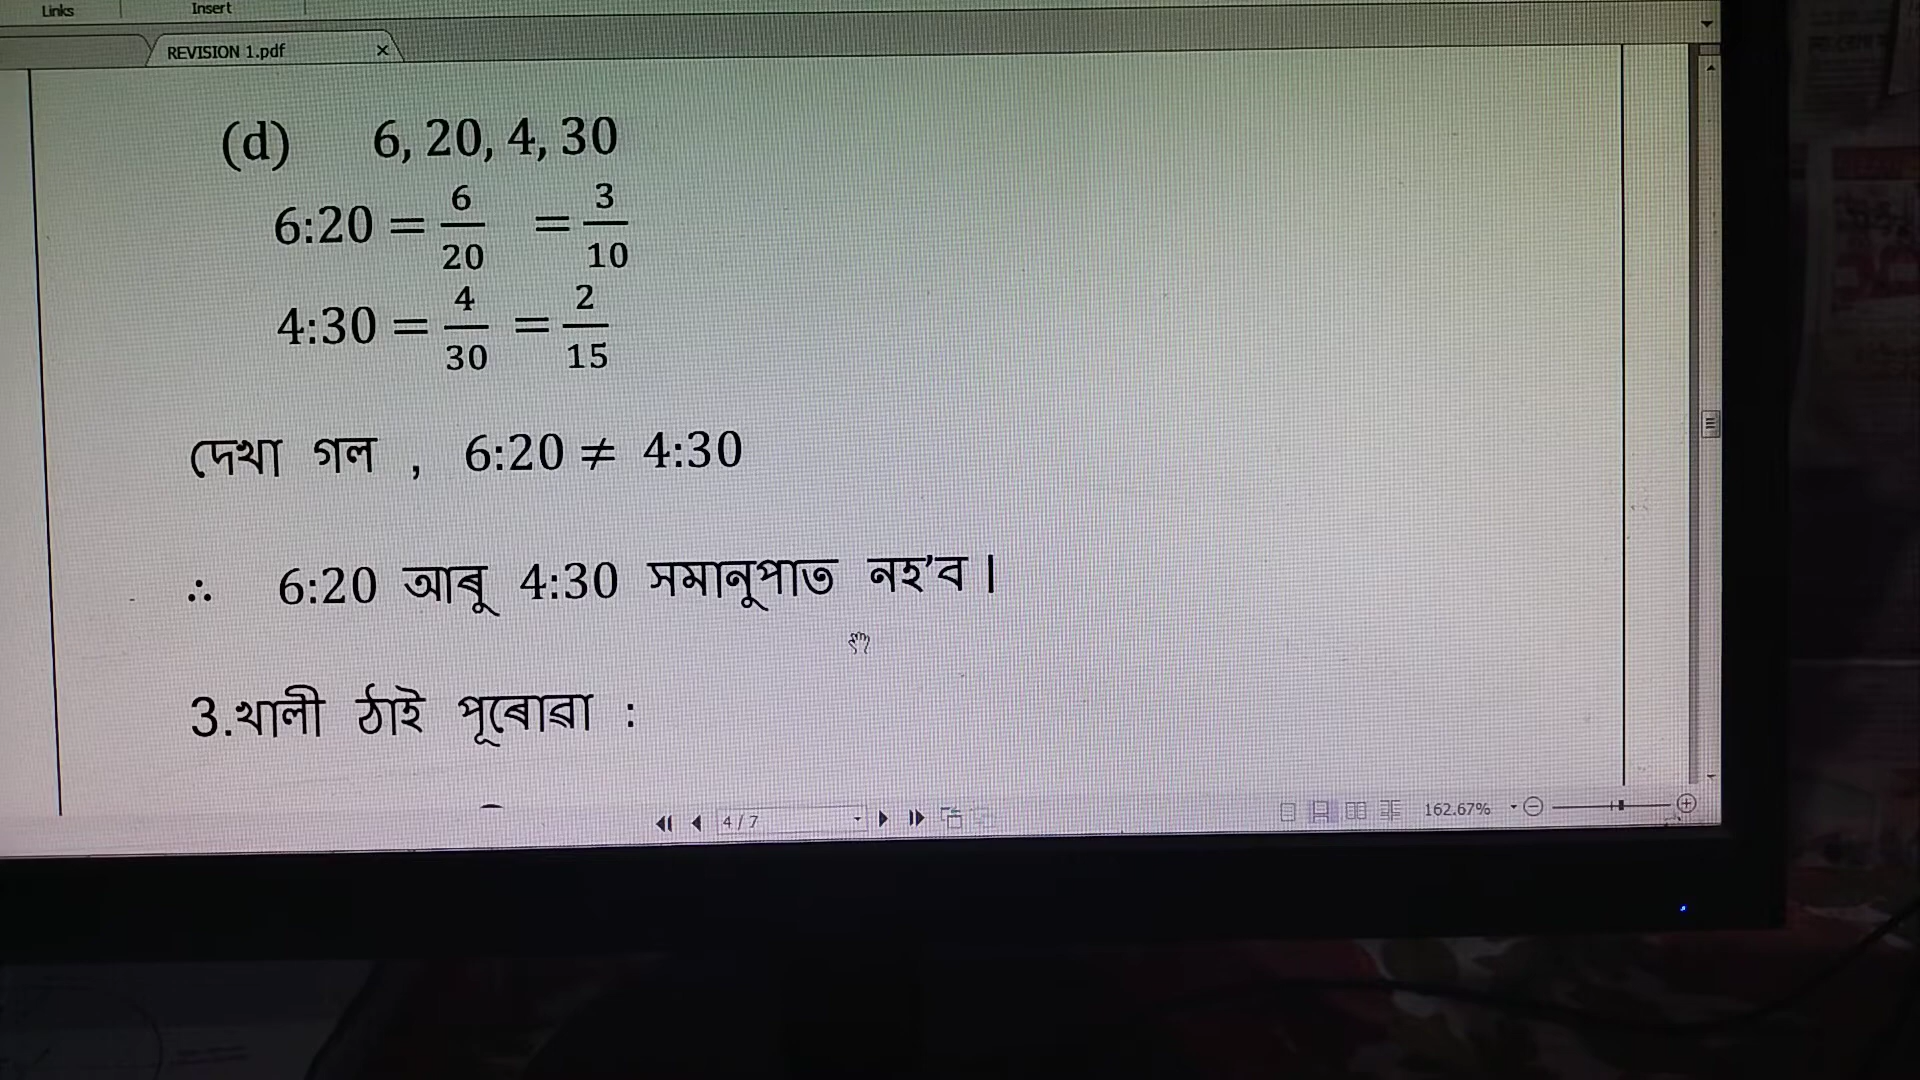 Links Insert
REVISION 1.pdf
(d) 6, 20, 4, 30
6:20 = 6/20 = 3/10
4:30 = 4/30 = 2/15
দেখা গল , 6:20 ≠ 4:30
∴ 6:20 আৰু 4:30 সমানুপাত নহ’ব।
3.খালী ঠাই পূৰোৱা :
4 / 7 162.67%